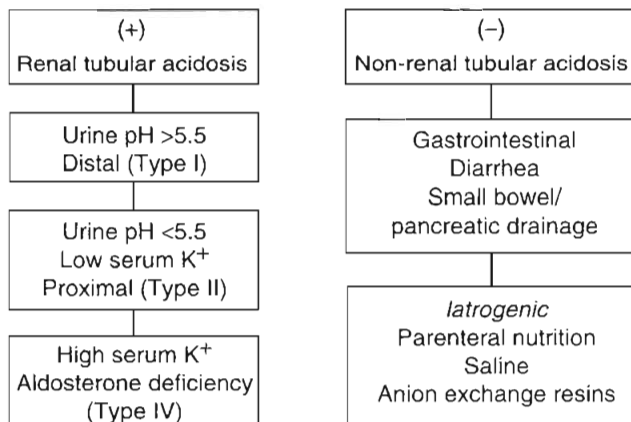 (+)
Renal tubular acidosis
Urine pH >5.5
Distal (Type I)
Urine pH <5.5
Low serum K+
Proximal (Type II)
High serum K+
Aldosterone deficiency
(Type IV)
(−)
Non-renal tubular acidosis
Gastrointestinal
Diarrhea
Small bowel/
pancreatic drainage
Iatrogenic
Parenteral nutrition
Saline
Anion exchange resins